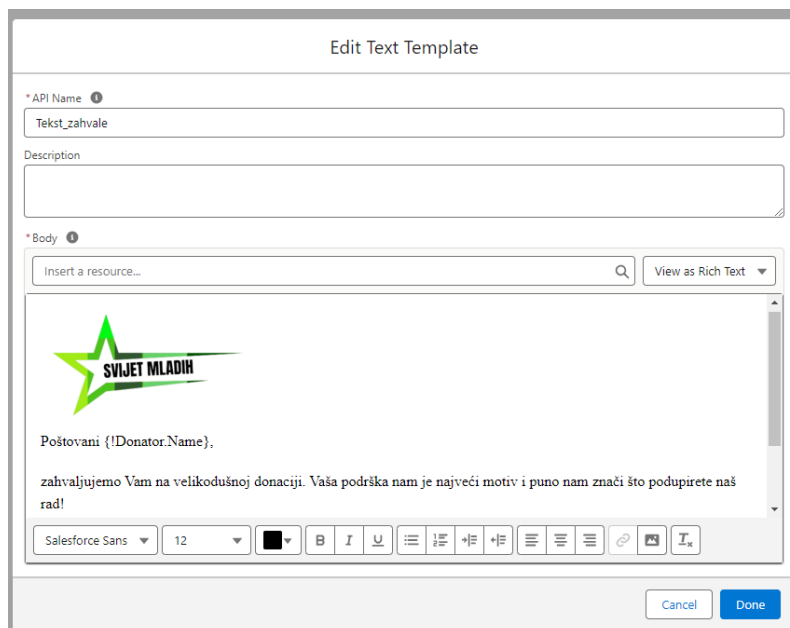 Edit Text Template
*API Name
Tekst_zahvale
Description
*Body
Insert a resource...
View as Rich Text
SVIJET MLADIH
Poštovani {!Donator.Name},
zahvaljujemo Vam na velikodušnoj donaciji. Vaša podrška nam je najveći motiv i puno nam znači što podupirete naš
rad!
Salesforce Sans 12 B I U
Cancel Done